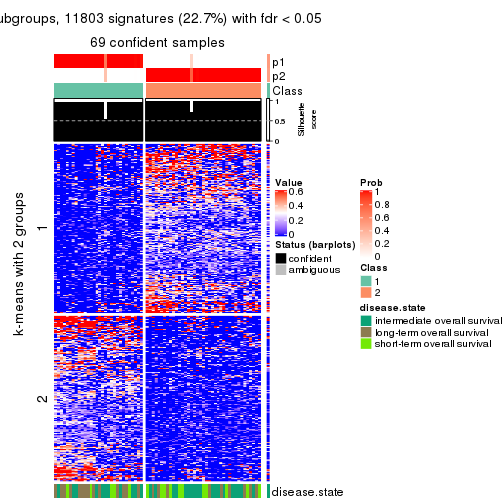 ubgroups, 11803 signatures (22.7%) with fdr < 0.05
69 confident samples
p1
p2
Class
1
0.5
0
Silhouette
score
k-means with 2 groups
1
2
Value
0.6
0.4
0.2
0
Status (barplots)
confident
ambiguous
Prob
1
0.8
0.6
0.4
0.2
0
Class
1
2
disease.state
intermediate overall survival
long-term overall survival
short-term overall survival
disease.state